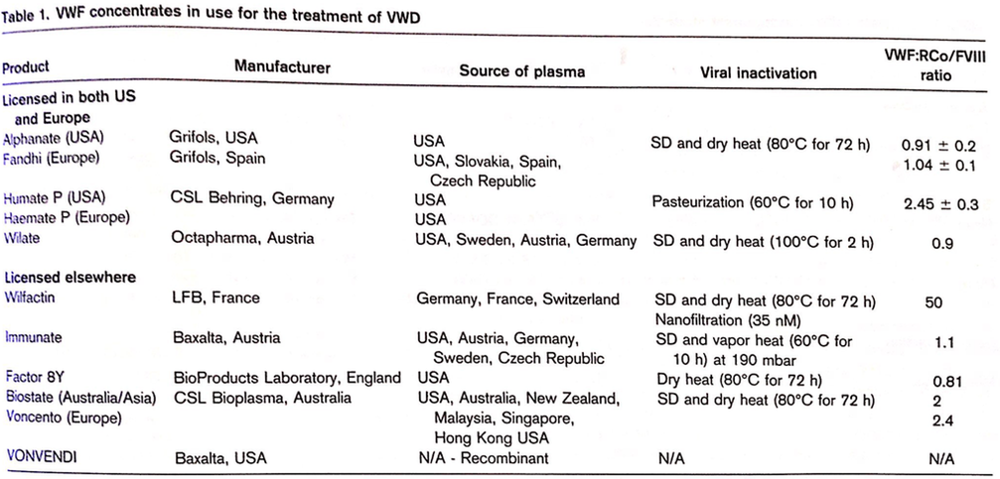 Table 1. VWF concentrates in use for the treatment of VWD
Product Manufacturer Source of plasma Viral inactivation VWF:RCo/FVIII ratio
Licensed in both US
and Europe
Alphanate (USA) Grifols, USA USA SD and dry heat (80°C for 72 h) 0.91 ± 0.2
Fandhi (Europe) Grifols, Spain USA, Slovakia, Spain, 1.04 ± 0.1
Czech Republic
Humate P (USA) CSL Behring, Germany USA Pasteurization (60°C for 10 h) 2.45 ± 0.3
Haemate P (Europe) USA
Wilate Octapharma, Austria USA, Sweden, Austria, Germany SD and dry heat (100°C for 2 h) 0.9
Licensed elsewhere
Wilfactin LFB, France Germany, France, Switzerland SD and dry heat (80°C for 72 h) 50
Nanofiltration (35 nM)
Immunate Baxalta, Austria USA, Austria, Germany, SD and vapor heat (60°C for 1.1
Sweden, Czech Republic 10 h) at 190 mbar
Factor 8Y BioProducts Laboratory, England USA Dry heat (80°C for 72 h) 0.81
Biostate (Australia/Asia) CSL Bioplasma, Australia USA, Australia, New Zealand, SD and dry heat (80°C for 72 h) 2
Voncento (Europe) Malaysia, Singapore, 2.4
Hong Kong USA
VONVENDI Baxalta, USA N/A - Recombinant N/A N/A